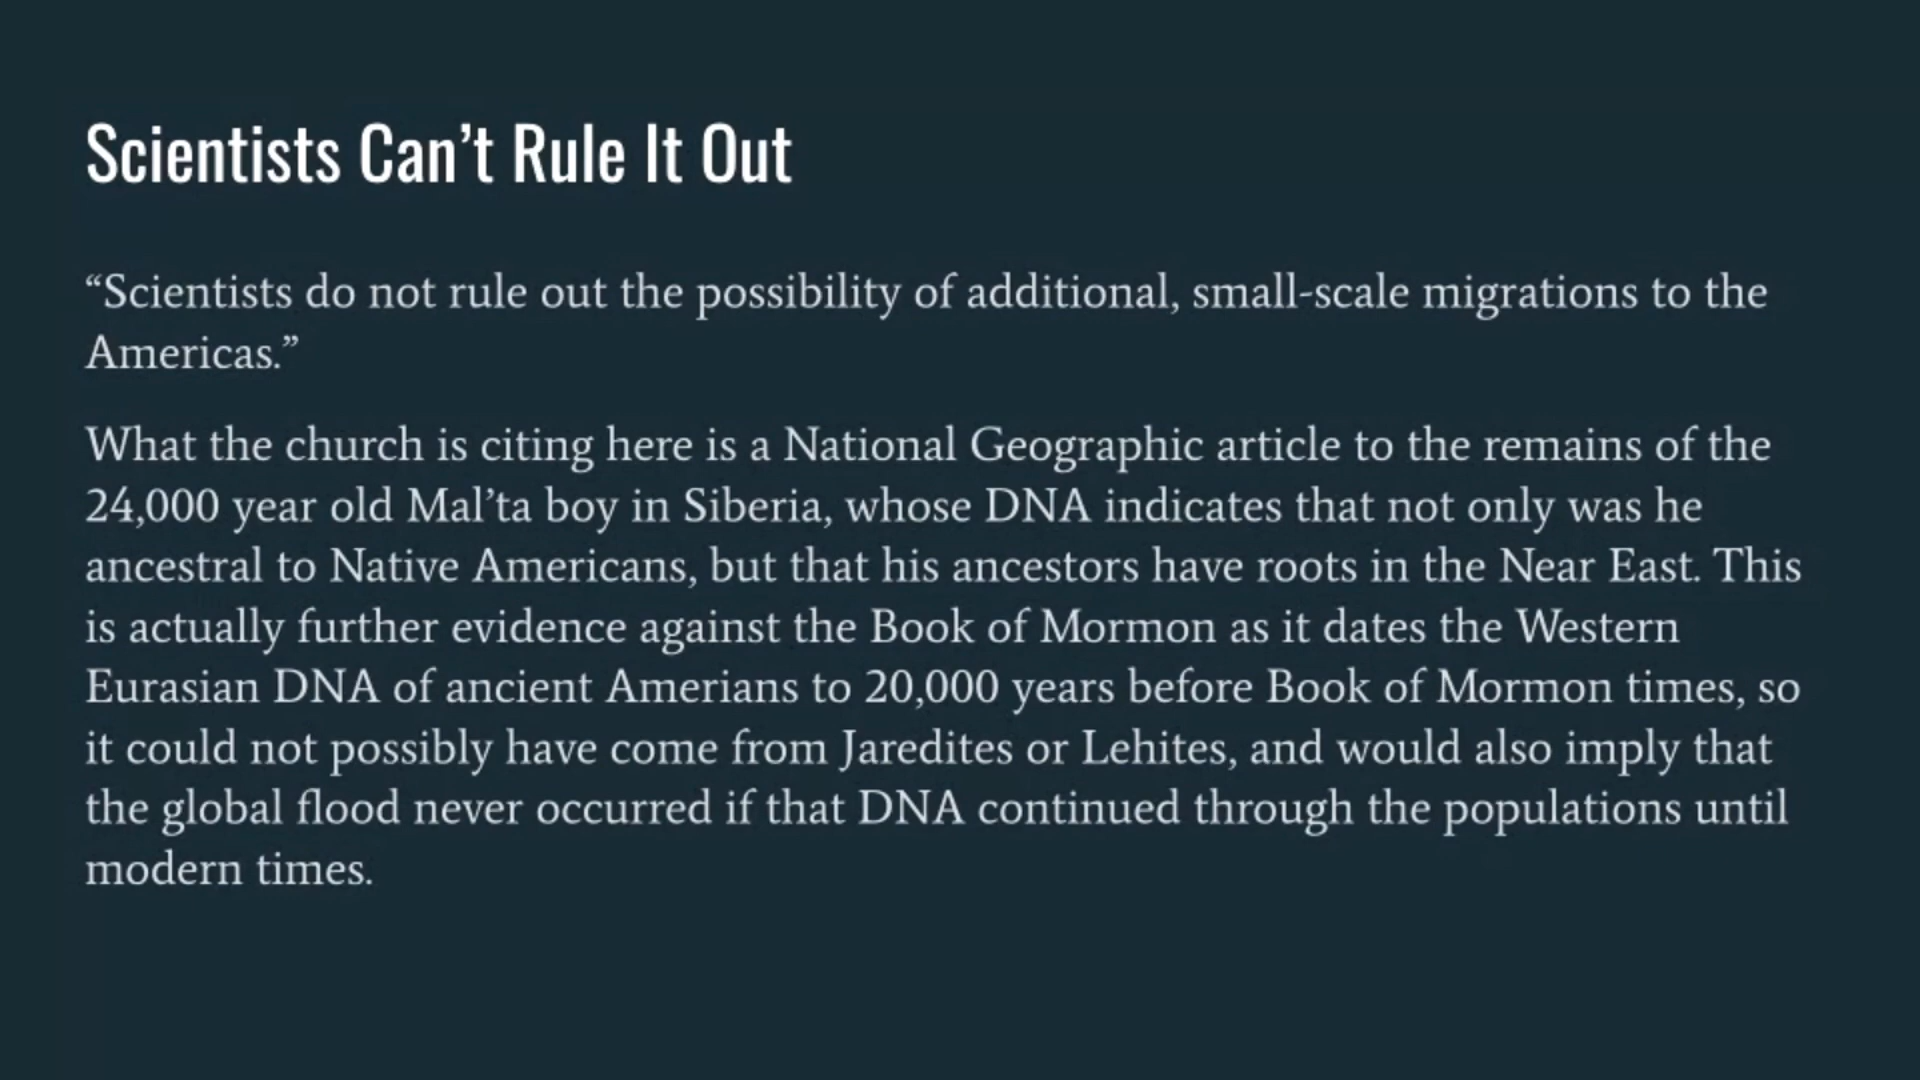 Scientists Can’t Rule It Out
“Scientists do not rule out the possibility of additional, small-scale migrations to the
Americas.”
What the church is citing here is a National Geographic article to the remains of the
24,000 year old Mal’ta boy in Siberia, whose DNA indicates that not only was he
ancestral to Native Americans, but that his ancestors have roots in the Near East. This
is actually further evidence against the Book of Mormon as it dates the Western
Eurasian DNA of ancient Amerians to 20,000 years before Book of Mormon times, so
it could not possibly have come from Jaredites or Lehites, and would also imply that
the global flood never occurred if that DNA continued through the populations until
modern times.